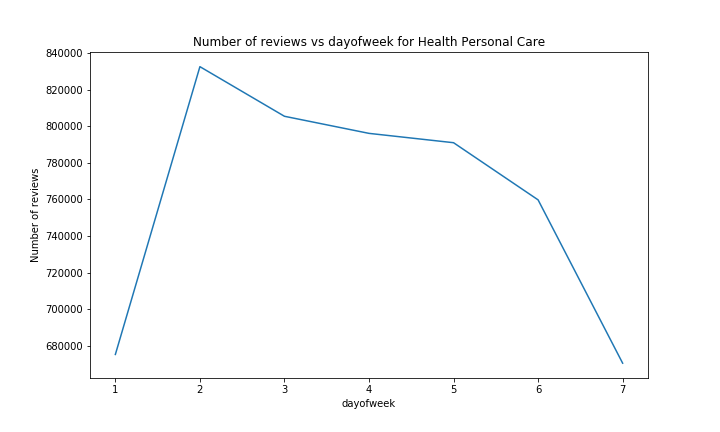 Number of reviews vs dayofweek for Health Personal Care
840000
820000
800000
780000
760000
740000
720000
700000
680000
Number of reviews
1 2 3 4 5 6 7
dayofweek